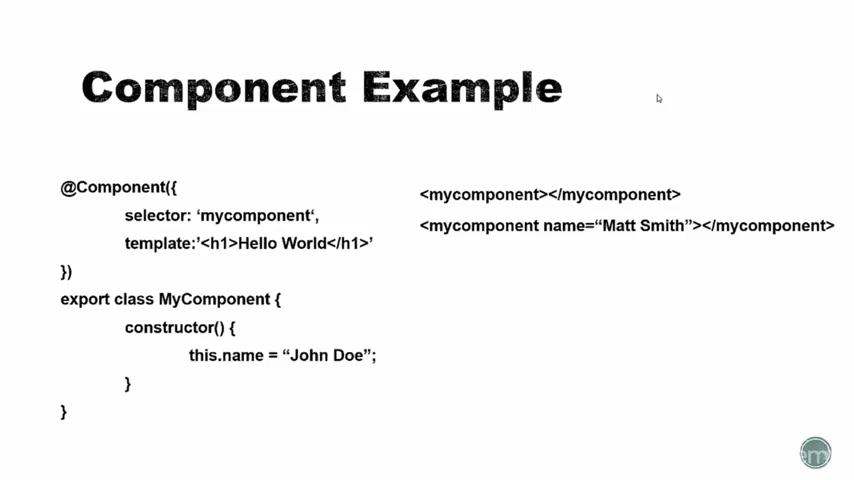 Component Example
@Component({
selector: ‘mycomponent‘,
template:’<h1>Hello World</h1>’
})
export class MyComponent {
constructor() {
this.name = “John Doe”;
}
}
<mycomponent></mycomponent>
<mycomponent name=“Matt Smith”></mycomponent>
em